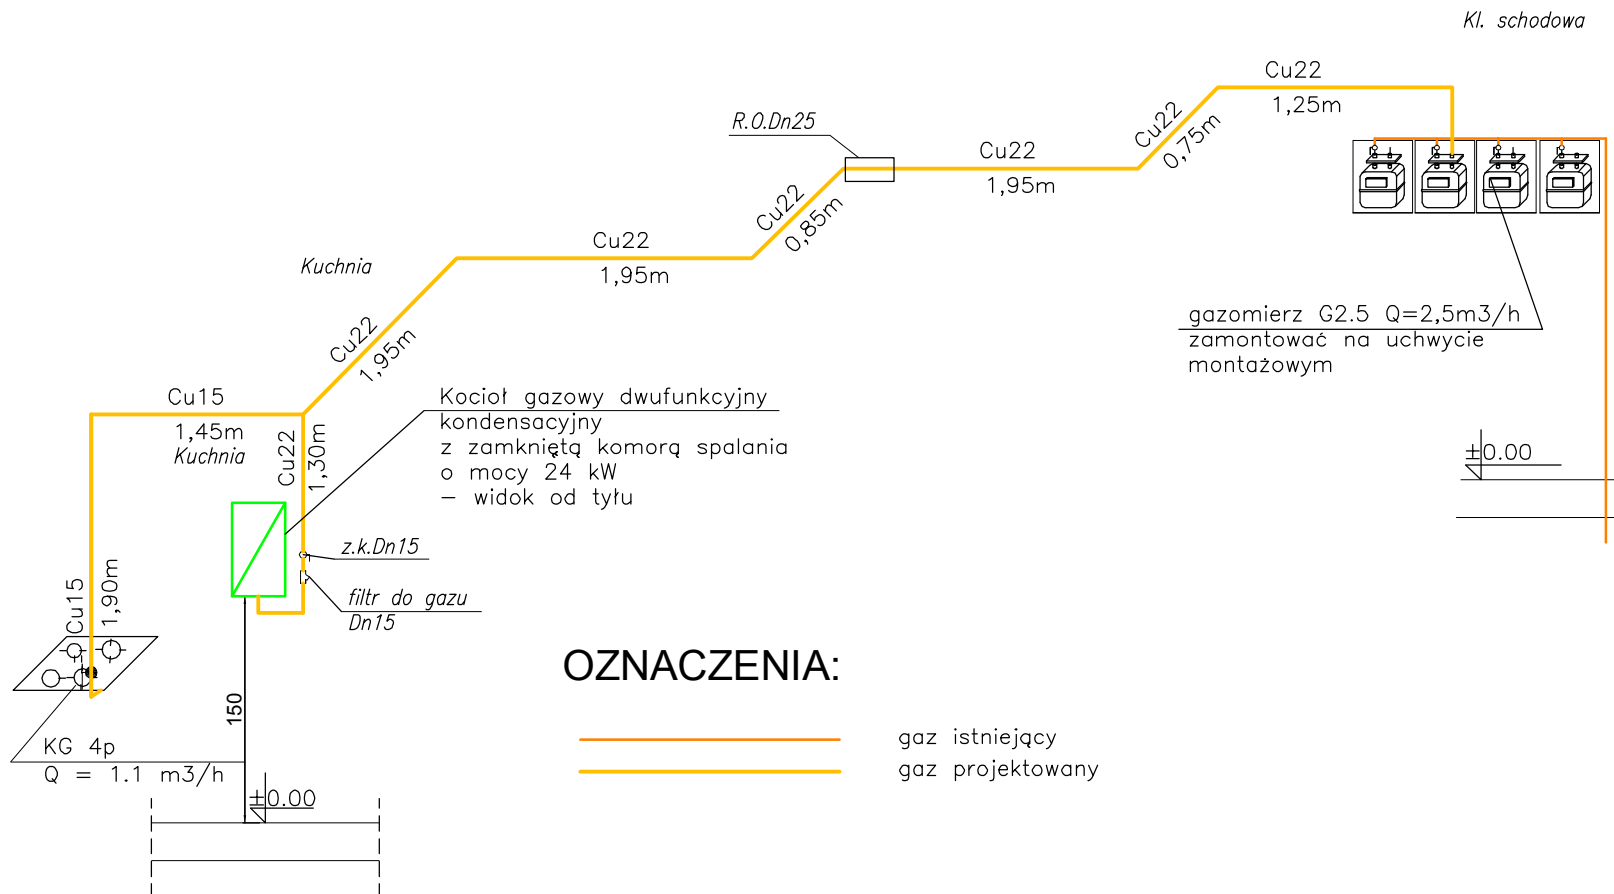 Kl. schodowa
Cu22
1,25m
Cu22
0,75m
R.O.Dn25
Cu22
1,95m
Cu22
0,85m
Cu22
1,95m
Kuchnia
Cu22
1,95m
gazomierz G2.5 Q=2,5m3/h
zamontować na uchwycie
montażowym
Cu15
1,45m
Kuchnia
Cu22
1,30m
Kocioł gazowy dwufunkcyjny
kondensacyjny
z zamkniętą komorą spalania
o mocy 24 kW
– widok od tyłu
±0.00
z.k.Dn15
filtr do gazu
Dn15
Cu15
1,90m
OZNACZENIA:
150
KG 4p
Q = 1.1 m3/h
gaz istniejący
gaz projektowany
±0.00